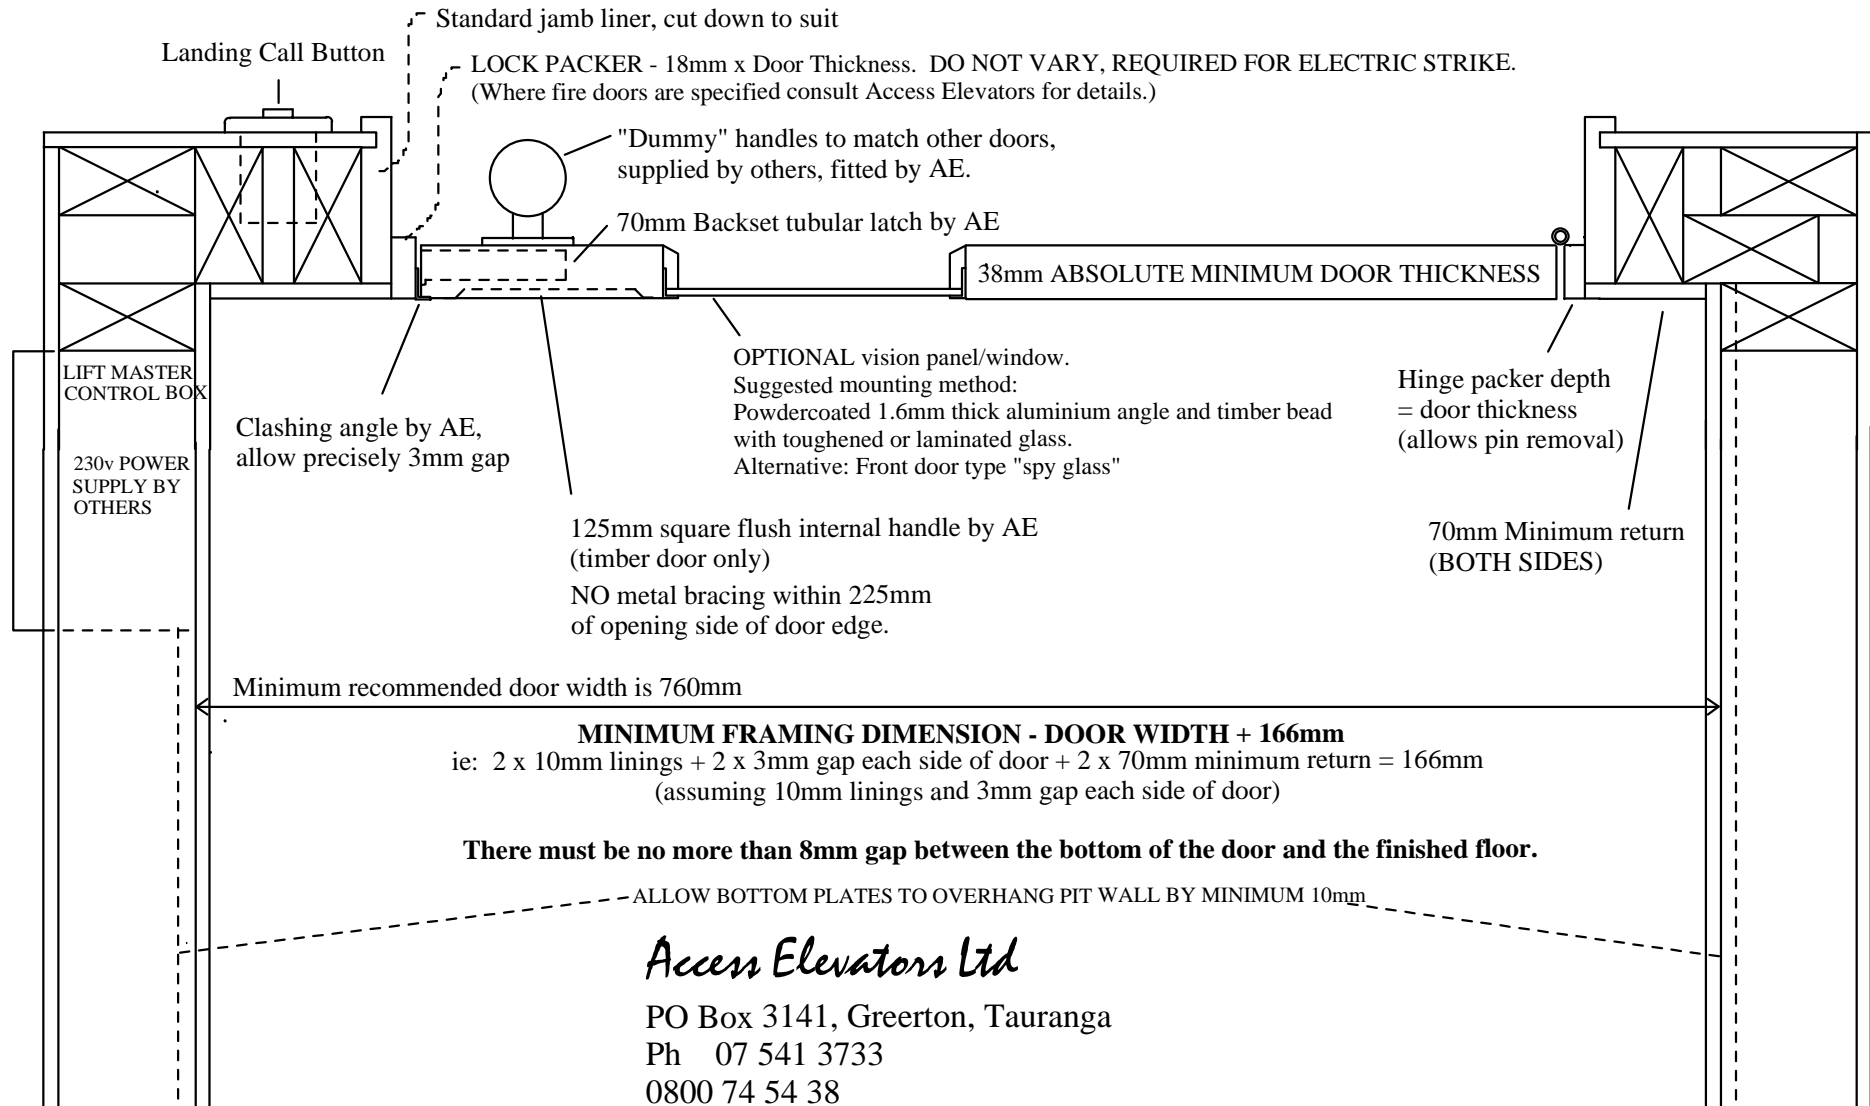 Standard jamb liner, cut down to suit
Landing Call Button
LOCK PACKER - 18mm x Door Thickness. DO NOT VARY, REQUIRED FOR ELECTRIC STRIKE.
(Where fire doors are specified consult Access Elevators for details.)
"Dummy" handles to match other doors,
supplied by others, fitted by AE.
70mm Backset tubular latch by AE
38mm ABSOLUTE MINIMUM DOOR THICKNESS
LIFT MASTER
CONTROL BOX
230v POWER
SUPPLY BY
OTHERS
Clashing angle by AE,
allow precisely 3mm gap
OPTIONAL vision panel/window.
Suggested mounting method:
Powdercoated 1.6mm thick aluminium angle and timber bead
with toughened or laminated glass.
Alternative: Front door type "spy glass"
Hinge packer depth
= door thickness
(allows pin removal)
125mm square flush internal handle by AE
(timber door only)
NO metal bracing within 225mm
of opening side of door edge.
70mm Minimum return
(BOTH SIDES)
Minimum recommended door width is 760mm
MINIMUM FRAMING DIMENSION - DOOR WIDTH + 166mm
ie: 2 x 10mm linings + 2 x 3mm gap each side of door + 2 x 70mm minimum return = 166mm
(assuming 10mm linings and 3mm gap each side of door)
There must be no more than 8mm gap between the bottom of the door and the finished floor.
ALLOW BOTTOM PLATES TO OVERHANG PIT WALL BY MINIMUM 10mm
Access Elevators Ltd
PO Box 3141, Greerton, Tauranga
Ph 07 541 3733
0800 74 54 38